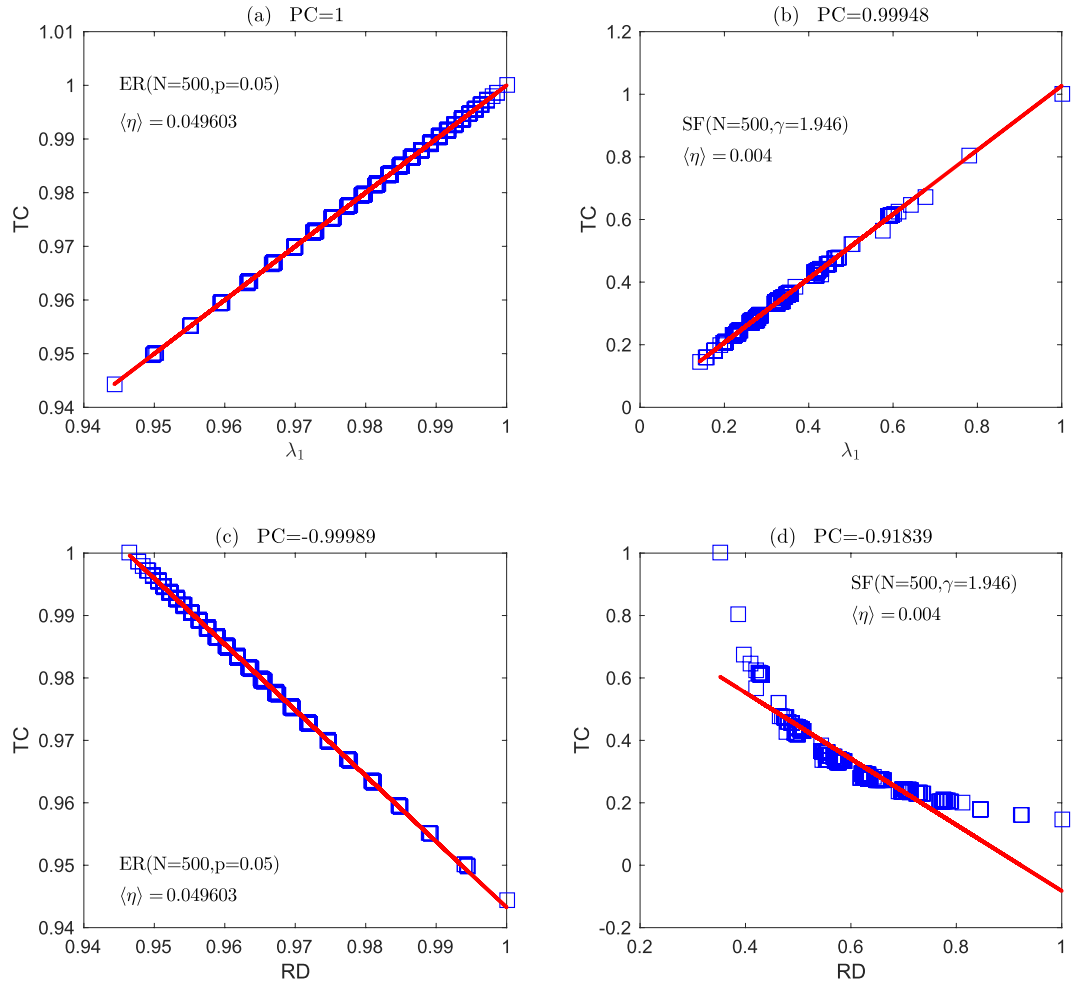 (a) PC=1
1.01
1
0.99
0.98
0.97
0.96
0.95
0.94
TC
ER(N=500,p=0.05)
⟨η⟩ = 0.049603
0.94 0.95 0.96 0.97 0.98 0.99 1
λ₁
(b) PC=0.99948
1.2
1
0.8
0.6
0.4
0.2
0
TC
SF(N=500,γ=1.946)
⟨η⟩ = 0.004
0 0.2 0.4 0.6 0.8 1
λ₁
(c) PC=-0.99989
1
0.99
0.98
0.97
0.96
0.95
0.94
TC
ER(N=500,p=0.05)
⟨η⟩ = 0.049603
0.94 0.95 0.96 0.97 0.98 0.99 1
RD
(d) PC=-0.91839
1
0.8
0.6
0.4
0.2
0
-0.2
TC
SF(N=500,γ=1.946)
⟨η⟩ = 0.004
0.2 0.4 0.6 0.8 1
RD